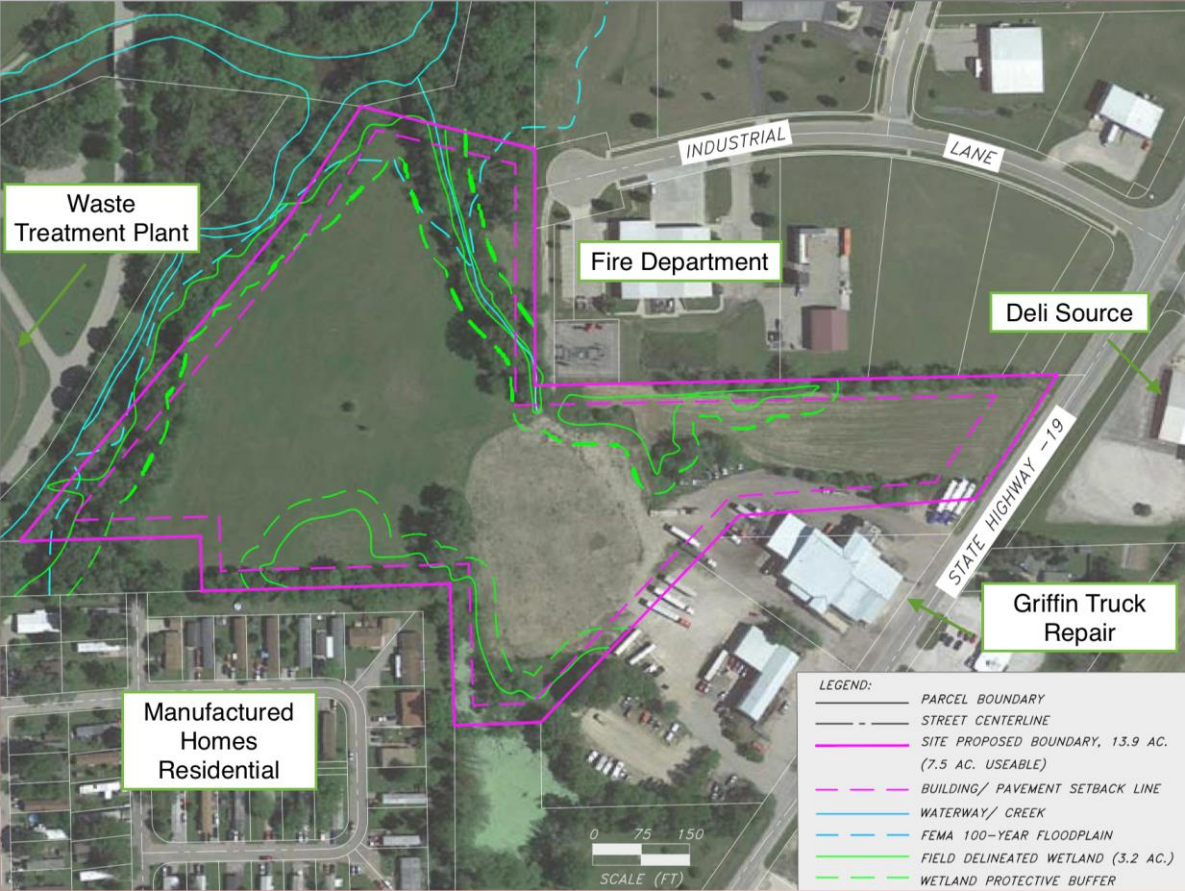 INDUSTRIAL
LANE
Waste
Treatment Plant
Fire Department
Deli Source
STATE HIGHWAY -19
Griffin Truck
Repair
Manufactured
Homes
Residential
LEGEND:
PARCEL BOUNDARY
STREET CENTERLINE
SITE PROPOSED BOUNDARY, 13.9 AC.
(7.5 AC. USEABLE)
BUILDING/ PAVEMENT SETBACK LINE
WATERWAY/ CREEK
FEMA 100-YEAR FLOODPLAIN
FIELD DELINEATED WETLAND (3.2 AC.)
WETLAND PROTECTIVE BUFFER
0 75 150
SCALE (FT)